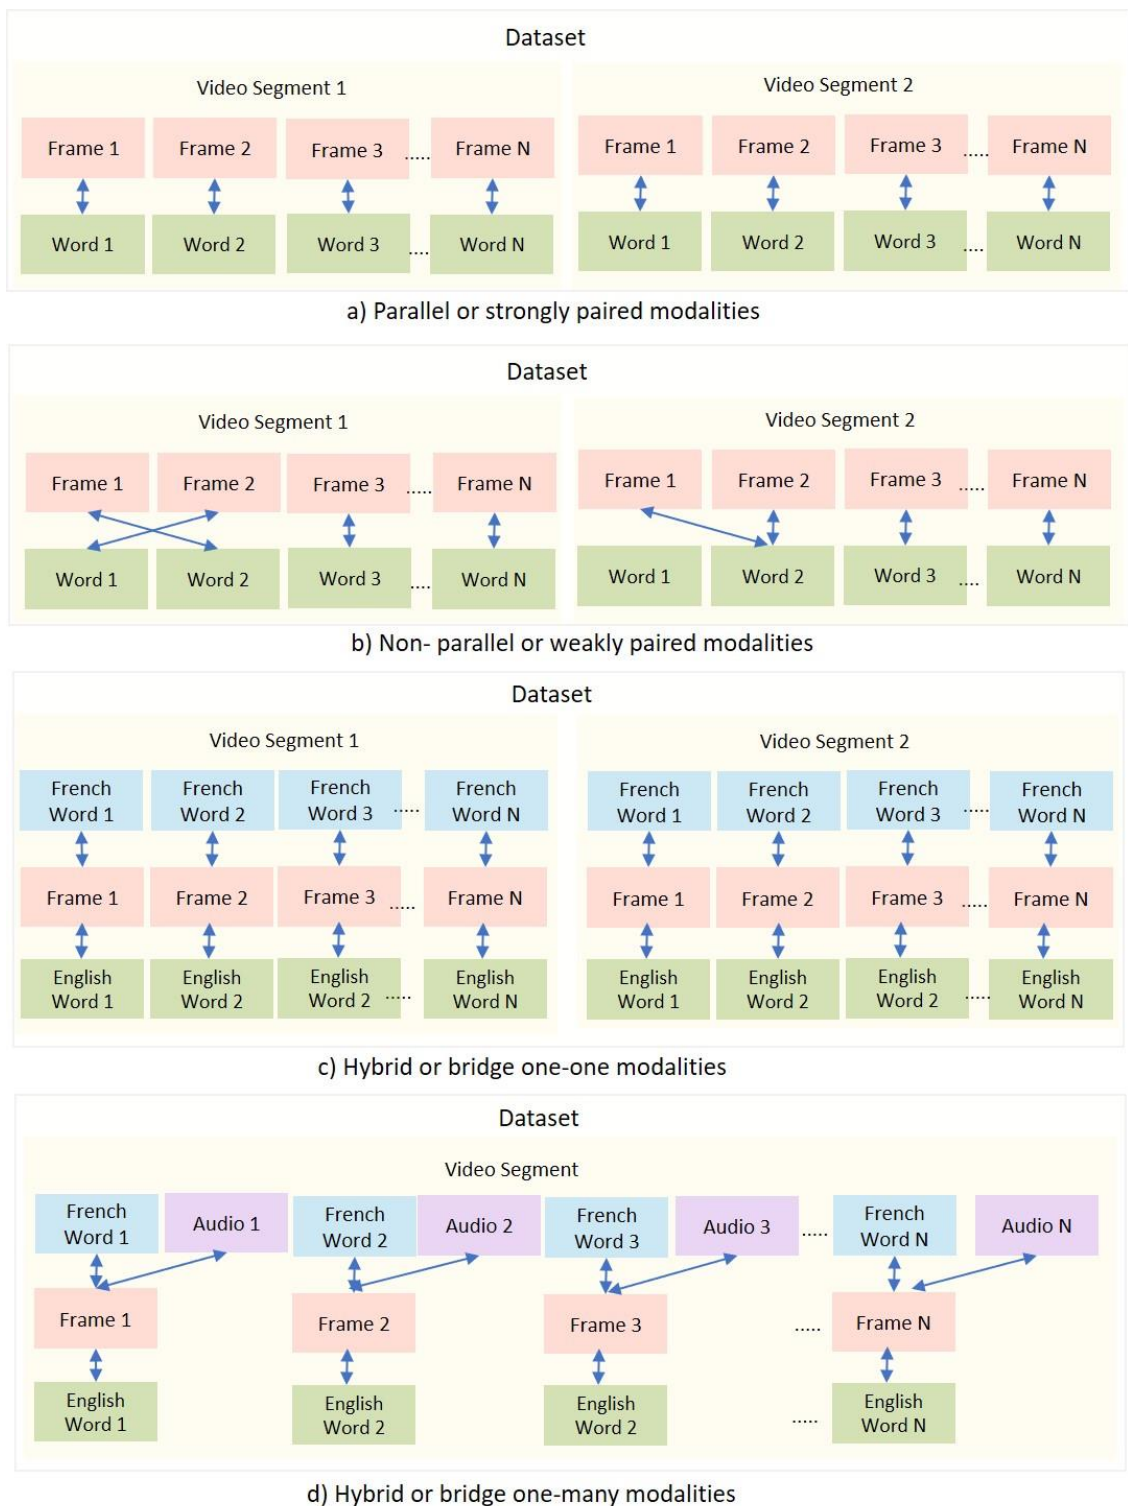 Dataset
Video Segment 1
Video Segment 2
Frame 1 Frame 2 Frame 3 ..... Frame N
Frame 1 Frame 2 Frame 3 ..... Frame N
Word 1 Word 2 Word 3 .... Word N
Word 1 Word 2 Word 3 .... Word N
a) Parallel or strongly paired modalities
Dataset
Video Segment 1
Video Segment 2
Frame 1 Frame 2 Frame 3 ..... Frame N
Frame 1 Frame 2 Frame 3 ..... Frame N
Word 1 Word 2 Word 3 .... Word N
Word 1 Word 2 Word 3 .... Word N
b) Non- parallel or weakly paired modalities
Dataset
Video Segment 1
Video Segment 2
French French French French
Word 1 Word 2 Word 3 ..... Word N
French French French French
Word 1 Word 2 Word 3 ..... Word N
Frame 1 Frame 2 Frame 3 ..... Frame N
Frame 1 Frame 2 Frame 3 ..... Frame N
English English English English
Word 1 Word 2 Word 2 ..... Word N
English English English English
Word 1 Word 2 Word 2 ..... Word N
c) Hybrid or bridge one-one modalities
Dataset
Video Segment
French
Word 1
Audio 1
French
Word 2
Audio 2
French
Word 3
Audio 3
.....
French
Word N
Audio N
Frame 1 Frame 2 Frame 3 ..... Frame N
English
Word 1
English
Word 2
English
Word 2
.....
English
Word N
d) Hybrid or bridge one-many modalities